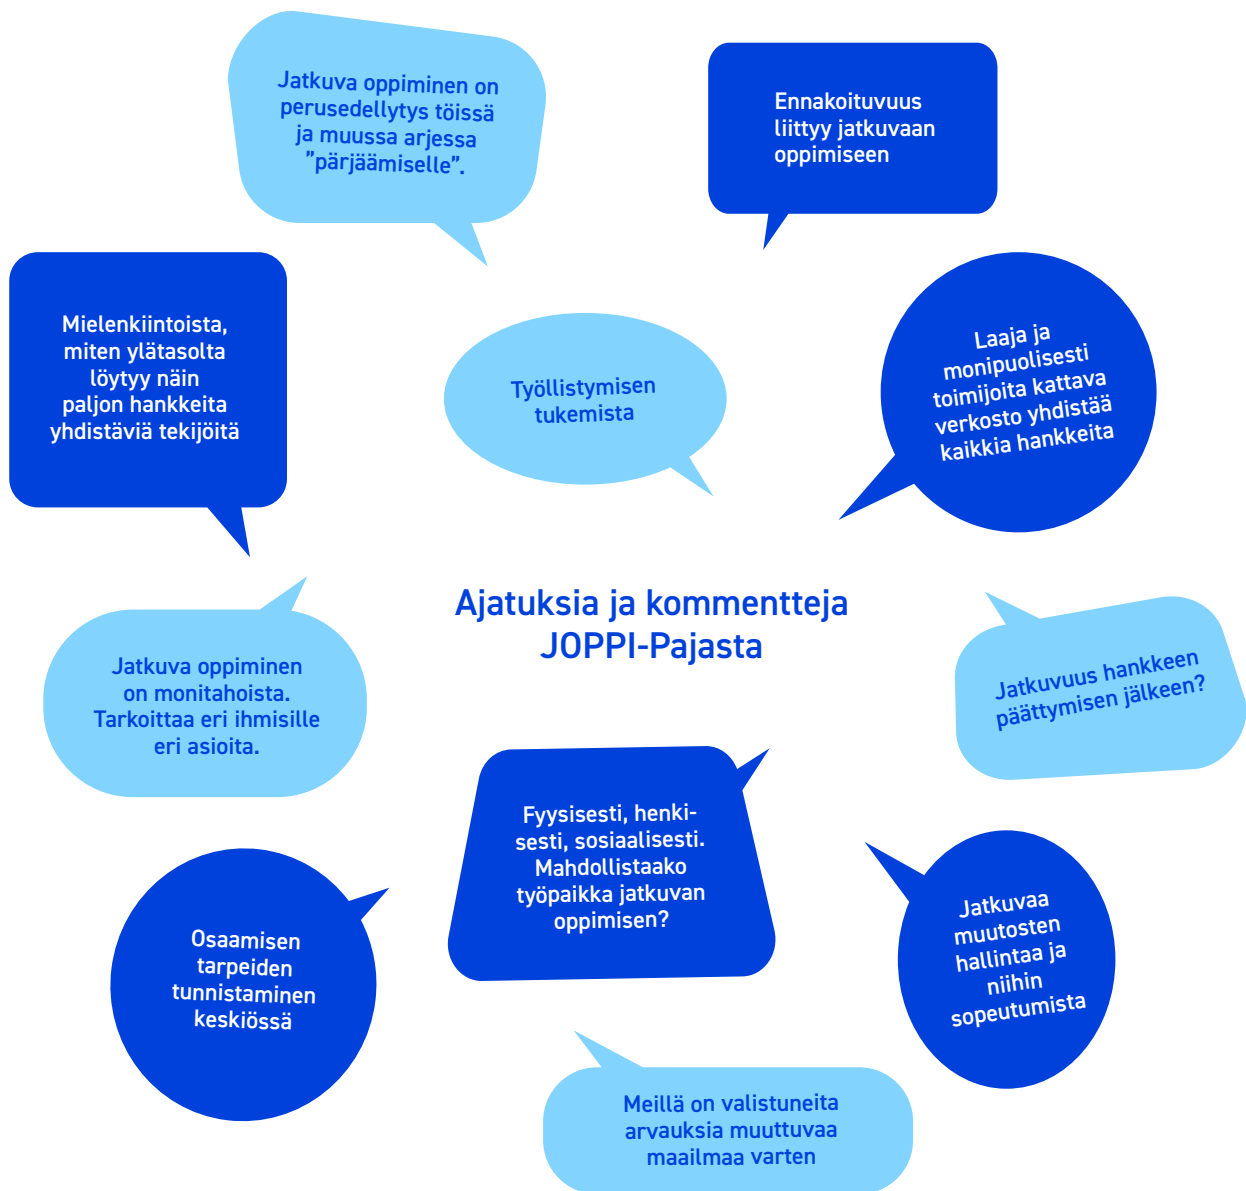 Jatkuva oppiminen on
perusedellytys töissä
ja muussa arjessa
”pärjäämiselle”.
Ennakoituvuus
liittyy jatkuvaan
oppimiseen
Mielenkiintoista,
miten ylätasolta
löytyy näin
paljon hankkeita
yhdistäviä tekijöitä
Työllistymisen
tukemista
Laaja ja
monipuolisesti
toimijoita kattava
verkosto yhdistää
kaikkia hankkeita
Ajatuksia ja kommentteja
JOPPI-Pajasta
Jatkuva oppiminen
on monitahoista.
Tarkoittaa eri ihmisille
eri asioita.
Jatkuvuus hankkeen
päättymisen jälkeen?
Fyysisesti, henki-
sesti, sosiaalisesti.
Mahdollistaako
työpaikka jatkuvan
oppimisen?
Osaamisen
tarpeiden
tunnistaminen
keskiössä
Jatkuvaa
muutosten
hallintaa ja
niihin
sopeutumista
Meillä on valistuneita
arvauksia muuttuvaa
maailmaa varten